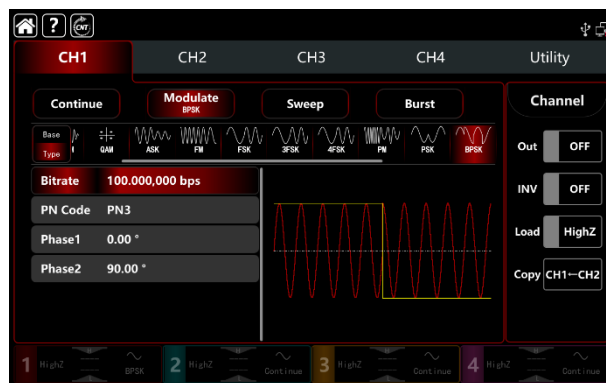 ? CNT
CH1 CH2 CH3 CH4 Utility
Continue Modulate Sweep Burst Channel
BPSK
Base
Type QAM ASK FM FSK 3FSK 4FSK PM PSK BPSK
Out OFF
Bitrate 100.000,000 bps
INV OFF
PN Code PN3
Phase1 0.00 °
Load HighZ
Phase2 90.00 °
Copy CH1←CH2
1 HighZ BPSK 2 HighZ Continue 3 HighZ Continue 4 HighZ Continue